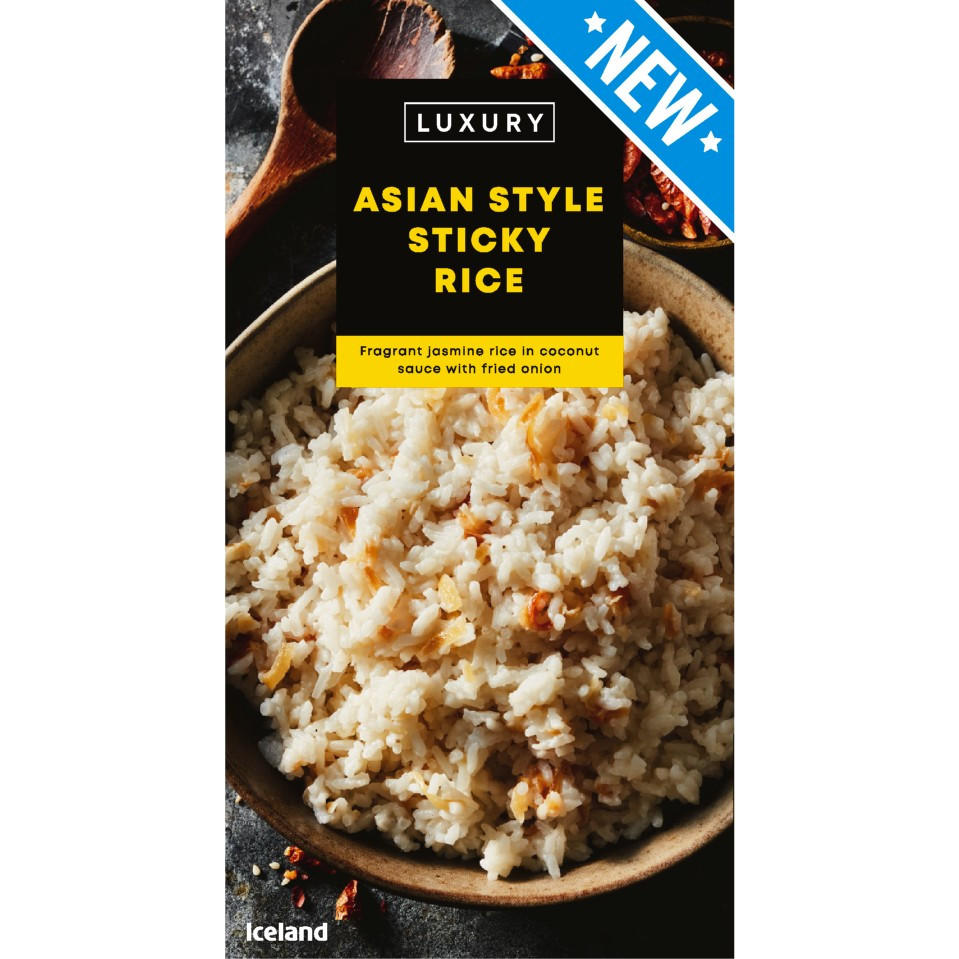 NEW
LUXURY
ASIAN STYLE
STICKY
RICE
Fragrant jasmine rice in coconut
sauce with fried onion
Iceland